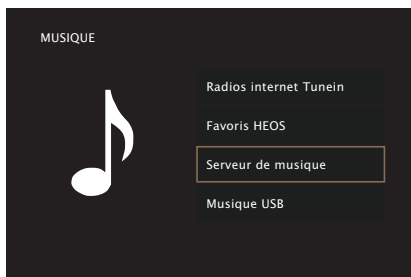 MUSIQUE
Radios internet Tunein
Favoris HEOS
Serveur de musique
Musique USB